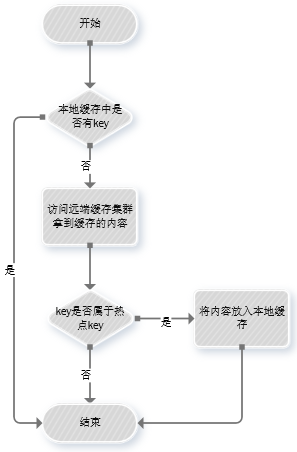 开始
本地缓存中是
否有key
否
访问远端缓存集群
拿到缓存的内容
是
key是否属于热
点key
是
将内容放入本地缓
存
否
结束